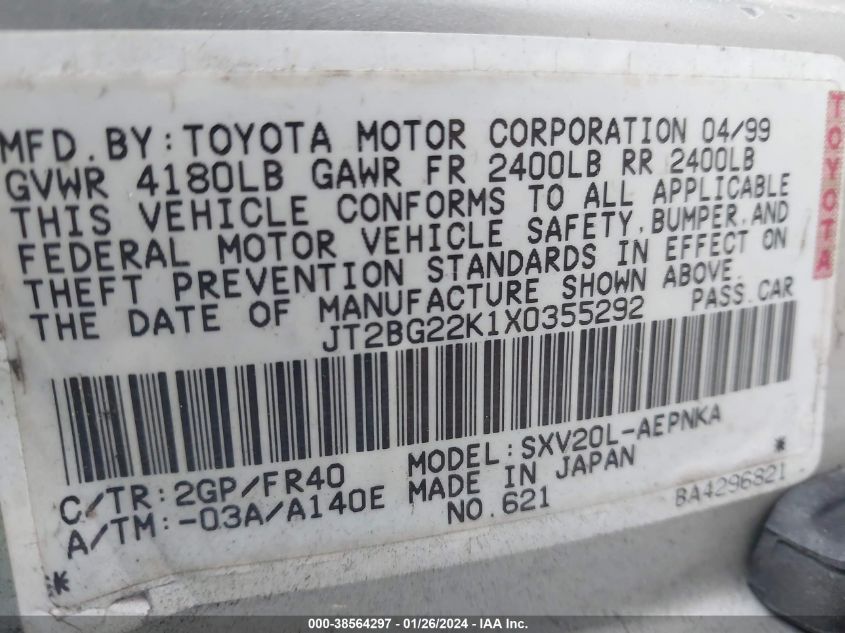 MFD. BY: TOYOTA MOTOR CORPORATION 04/99
GVWR 4180LB GAWR FR 2400LB RR 2400LB
THIS VEHICLE CONFORMS TO ALL APPLICABLE
FEDERAL MOTOR VEHICLE SAFETY, BUMPER, AND
THEFT PREVENTION STANDARDS IN EFFECT ON
THE DATE OF MANUFACTURE SHOWN ABOVE.
JT2BG22K1X0355292 PASS. CAR
C/TR: 2GP/FR40 MODEL: SXV20L-AEPNKA
A/TM: -03A/A140E MADE IN JAPAN *
NO. 621 BA4296821
*
TOYOTA
000-38564297 - 01/26/2024 - IAA Inc.